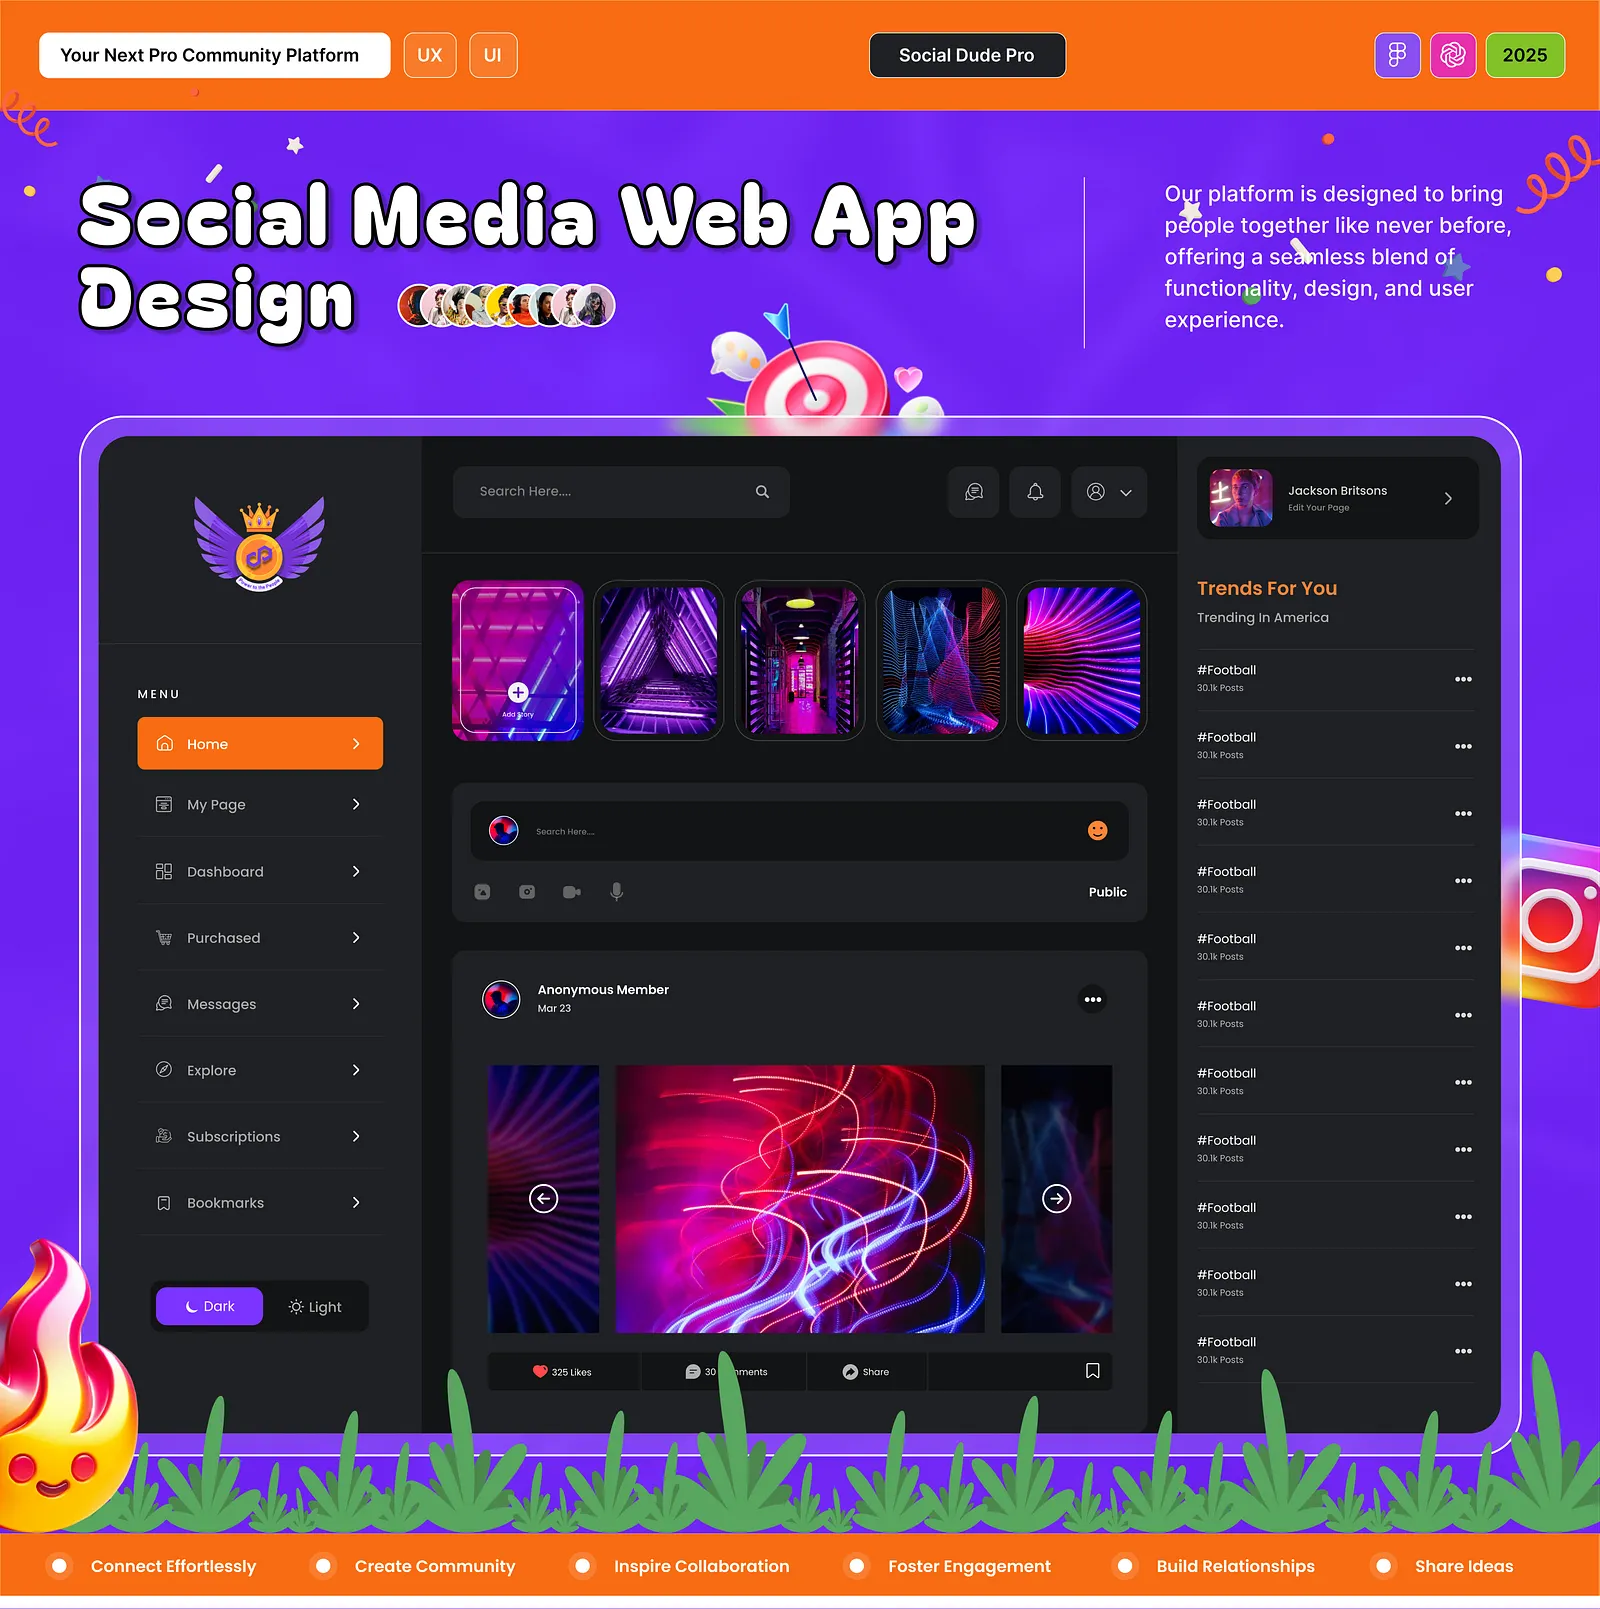 Your Next Pro Community Platform
UX
UI
Social Dude Pro
2025
Social Media Web App
Design
Our platform is designed to bring
people together like never before,
offering a seamless blend of
functionality, design, and user
experience.
Power to the People
Search Here....
Jackson Britsons
Edit Your Page
Add Story
Trends For You
Trending In America
MENU
Home
My Page
Dashboard
Purchased
Messages
Explore
Subscriptions
Bookmarks
Dark
Light
Search Here....
Public
Anonymous Member
Mar 23
325 Likes
30
mments
Share
#Football
30.1k Posts
#Football
30.1k Posts
#Football
30.1k Posts
#Football
30.1k Posts
#Football
30.1k Posts
#Football
30.1k Posts
#Football
30.1k Posts
#Football
30.1k Posts
#Football
30.1k Posts
#Football
30.1k Posts
#Football
30.1k Posts
Connect Effortlessly
Create Community
Inspire Collaboration
Foster Engagement
Build Relationships
Share Ideas